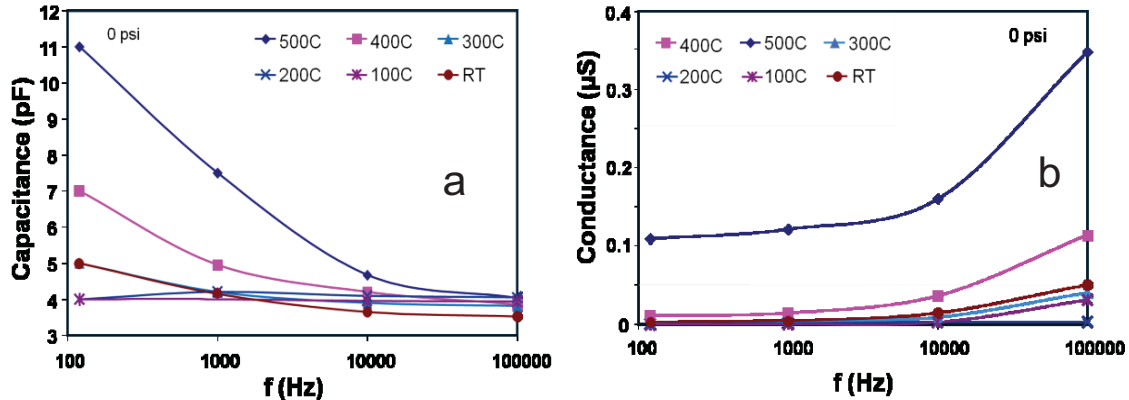 0 psi
500C 400C 300C
200C 100C RT
12
11
10
9
8
7
6
5
4
3
100 1000 10000 100000
Capacitance (pF)
f (Hz)
a
0 psi
400C 500C 300C
200C 100C RT
0.4
0.3
0.2
0.1
0
100 1000 10000 100000
Conductance (µS)
f (Hz)
b